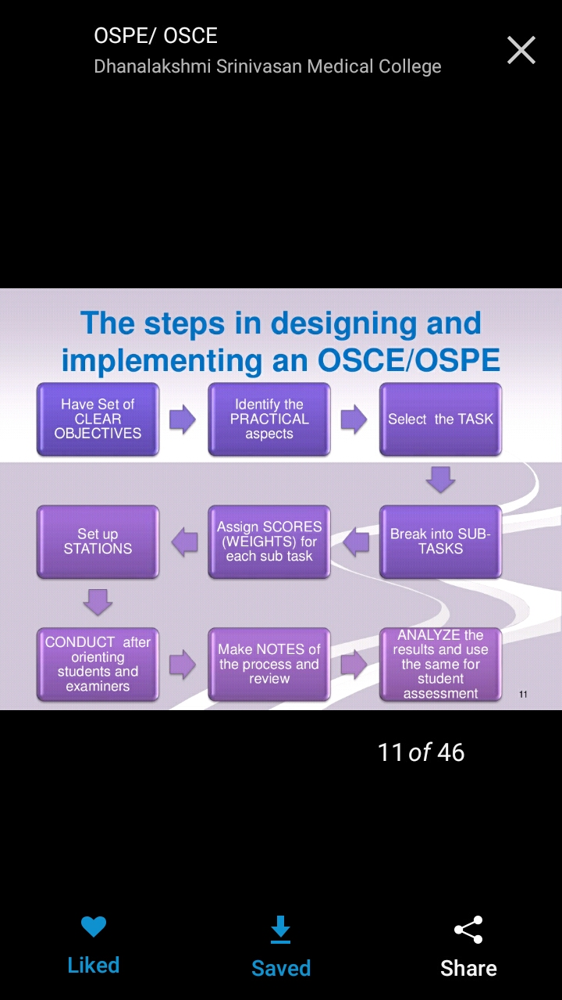 OSPE/ OSCE
Dhanalakshmi Srinivasan Medical College
The steps in designing and
implementing an OSCE/OSPE
Have Set of
CLEAR
OBJECTIVES
Identify the
PRACTICAL
aspects
Select the TASK
Break into SUB-
TASKS
Assign SCORES
(WEIGHTS) for
each sub task
Set up
STATIONS
CONDUCT after
orienting
students and
examiners
Make NOTES of
the process and
review
ANALYZE the
results and use
the same for
student
assessment
11
11 of 46
Liked
Saved
Share